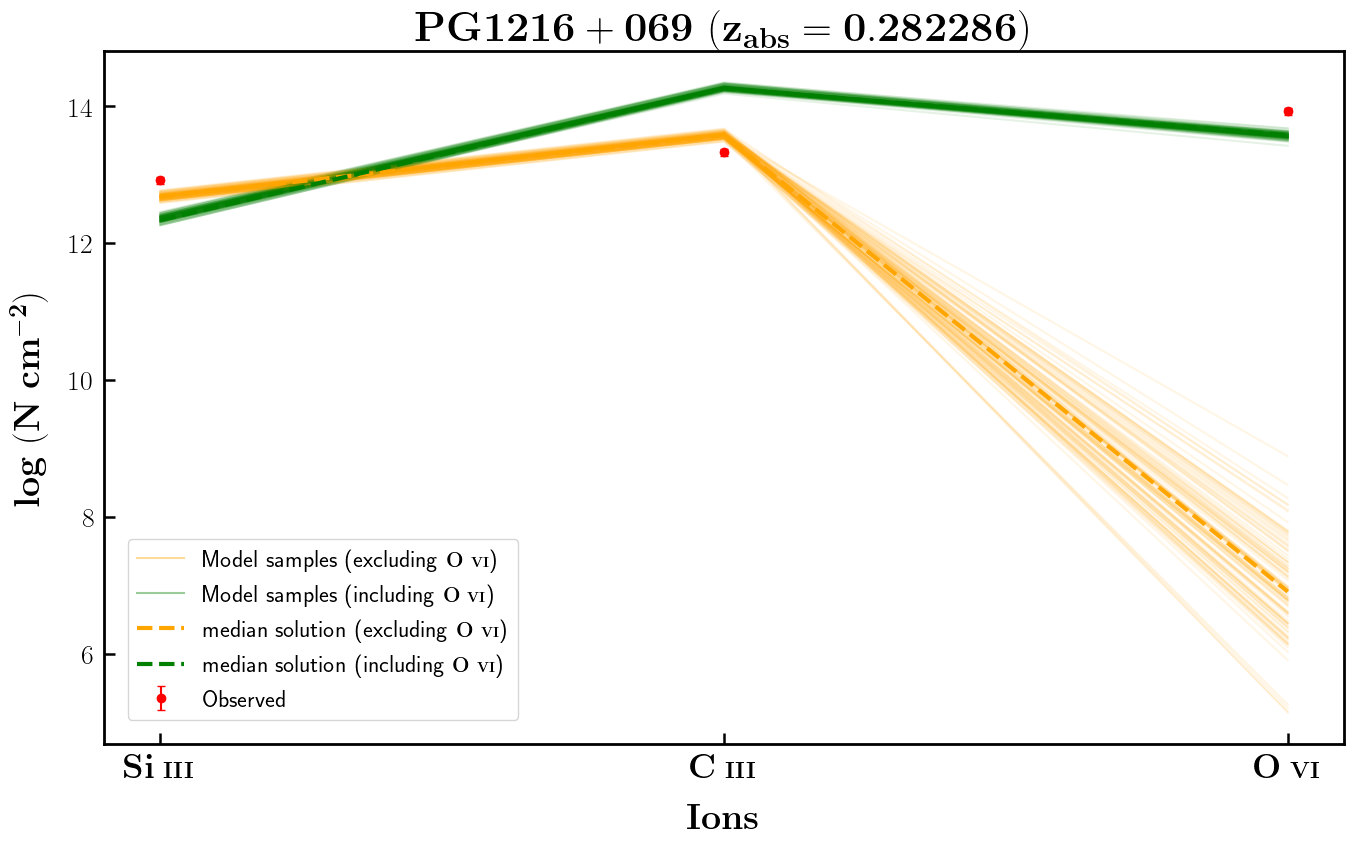 PG1216 + 069 (z_abs = 0.282286)
14
12
10
8
6
log (N cm⁻²)
Model samples (excluding O VI)
Model samples (including O VI)
median solution (excluding O VI)
median solution (including O VI)
Observed
Si III
C III
O VI
Ions